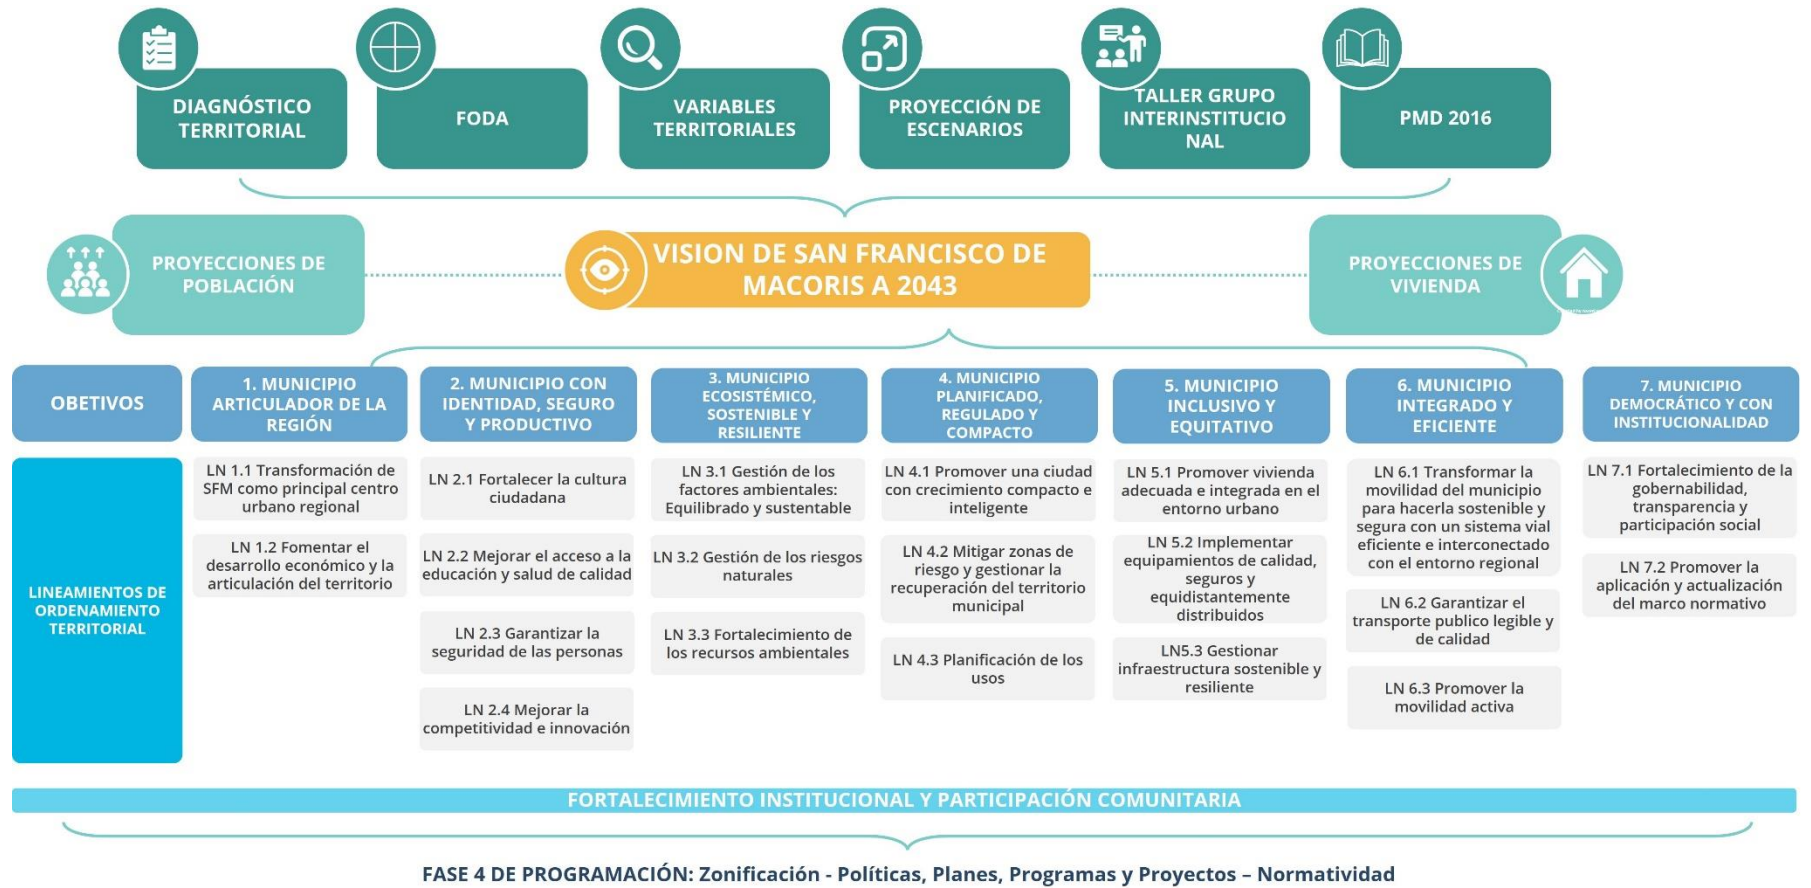 DIAGNÓSTICO
TERRITORIAL
FODA
VARIABLES
TERRITORIALES
PROYECCIÓN DE
ESCENARIOS
TALLER GRUPO
INTERINSTITUCIO
NAL
PMD 2016
PROYECCIONES DE
POBLACIÓN
VISION DE SAN FRANCISCO DE
MACORIS A 2043
PROYECCIONES DE
VIVIENDA
OBETIVOS
1. MUNICIPIO
ARTICULADOR DE LA
REGIÓN
2. MUNICIPIO CON
IDENTIDAD, SEGURO
Y PRODUCTIVO
3. MUNICIPIO
ECOSISTÉMICO,
SOSTENIBLE Y
RESILIENTE
4. MUNICIPIO
PLANIFICADO,
REGULADO Y
COMPACTO
5. MUNICIPIO
INCLUSIVO Y
EQUITATIVO
6. MUNICIPIO
INTEGRADO Y
EFICIENTE
7. MUNICIPIO
DEMOCRÁTICO Y CON
INSTITUCIONALIDAD
LINEAMIENTOS DE
ORDENAMIENTO
TERRITORIAL
LN 1.1 Transformación de
SFM como principal centro
urbano regional
LN 1.2 Fomentar el
desarrollo económico y la
articulación del territorio
LN 2.1 Fortalecer la cultura
ciudadana
LN 2.2 Mejorar el acceso a la
educación y salud de calidad
LN 2.3 Garantizar la
seguridad de las personas
LN 2.4 Mejorar la
competitividad e innovación
LN 3.1 Gestión de los
factores ambientales:
Equilibrado y sustentable
LN 3.2 Gestión de los riesgos
naturales
LN 3.3 Fortalecimiento de
los recursos ambientales
LN 4.1 Promover una ciudad
con crecimiento compacto e
inteligente
LN 4.2 Mitigar zonas de
riesgo y gestionar la
recuperación del territorio
municipal
LN 4.3 Planificación de los
usos
LN 5.1 Promover vivienda
adecuada e integrada en el
entorno urbano
LN 5.2 Implementar
equipamientos de calidad,
seguros y
equidistantemente
distribuidos
LN5.3 Gestionar
infraestructura sostenible y
resiliente
LN 6.1 Transformar la
movilidad del municipio
para hacerla sostenible y
segura con un sistema vial
eficiente e interconectado
con el entorno regional
LN 6.2 Garantizar el
transporte publico legible y
de calidad
LN 6.3 Promover la
movilidad activa
LN 7.1 Fortalecimiento de la
gobernabilidad,
transparencia y
participación social
LN 7.2 Promover la
aplicación y actualización
del marco normativo
FORTALECIMIENTO INSTITUCIONAL Y PARTICIPACIÓN COMUNITARIA
FASE 4 DE PROGRAMACIÓN: Zonificación - Políticas, Planes, Programas y Proyectos – Normatividad